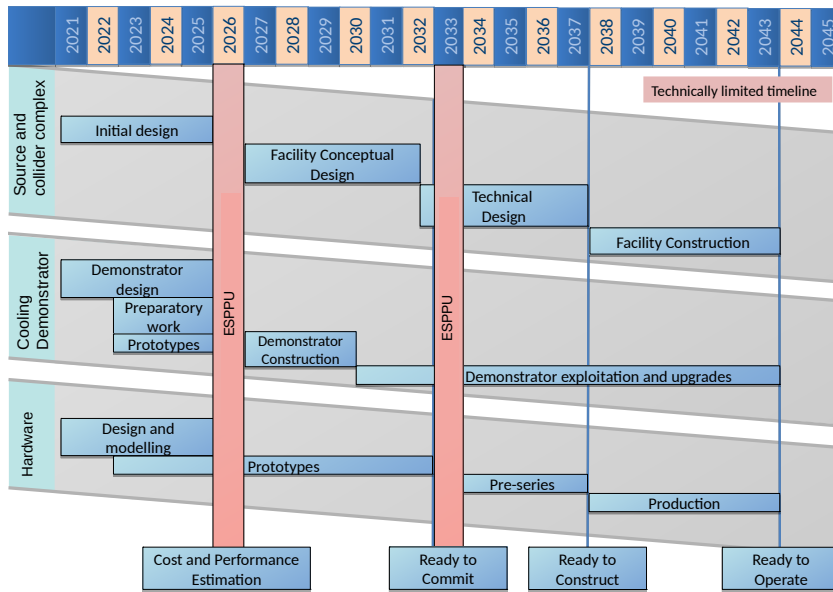 2021 2022 2023 2024 2025 2026 2027 2028 2029 2030 2031 2032 2033 2034 2035 2036 2037 2038 2039 2040 2041 2042 2043 2044 2045
Technically limited timeline
Source and
collider complex
Initial design
Facility Conceptual
Design
Technical
Design
Facility Construction
Cooling
Demonstrator
Demonstrator
design
Preparatory
work
Prototypes
ESPPU
ESPPU
Demonstrator
Construction
Demonstrator exploitation and upgrades
Hardware
Design and
modelling
Prototypes
Pre-series
Production
Cost and Performance
Estimation
Ready to
Commit
Ready to
Construct
Ready to
Operate